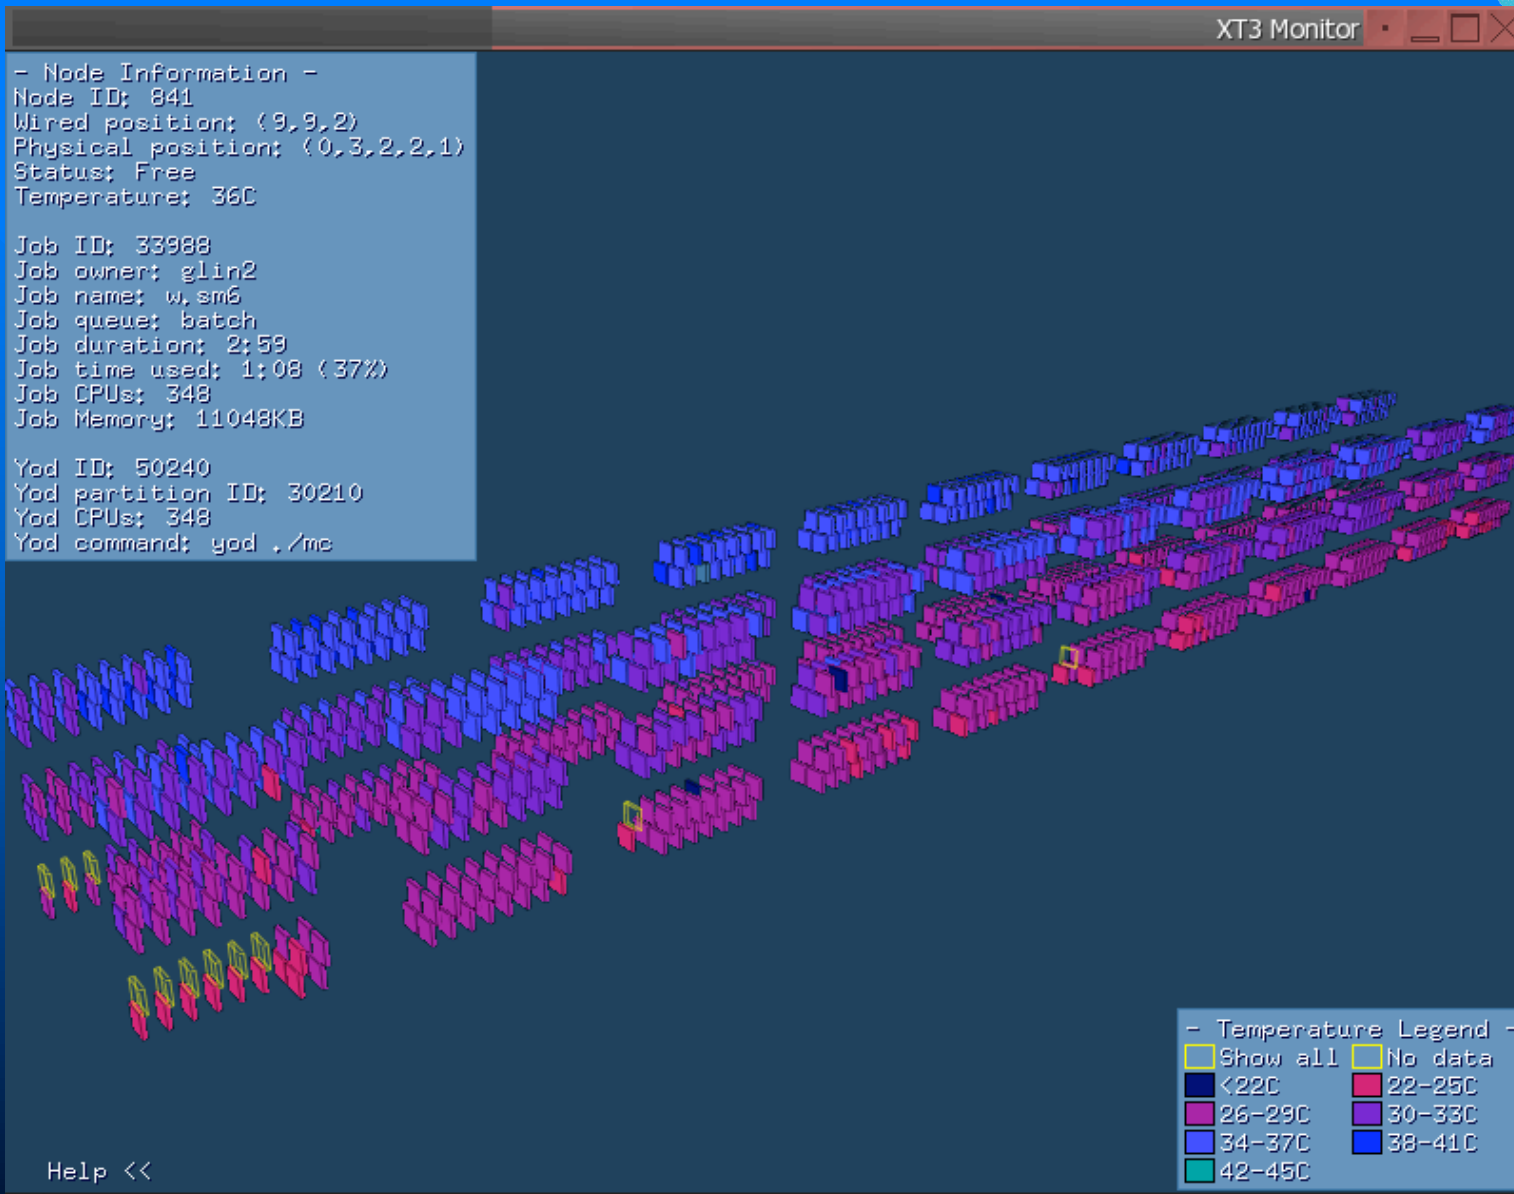 XT3 Monitor
- Node Information -
Node ID: 841
Wired position: (9,9,2)
Physical position: (0,3,2,2,1)
Status: Free
Temperature: 36C
Job ID: 33988
Job owner: glin2
Job name: w.sm6
Job queue: batch
Job duration: 2:59
Job time used: 1:08 (37%)
Job CPUs: 348
Job Memory: 11048KB
Yod ID: 50240
Yod partition ID: 30210
Yod CPUs: 348
Yod command: yod ./mc
- Temperature Legend -
Show all No data
<22C 22-25C
26-29C 30-33C
34-37C 38-41C
42-45C
Help <<